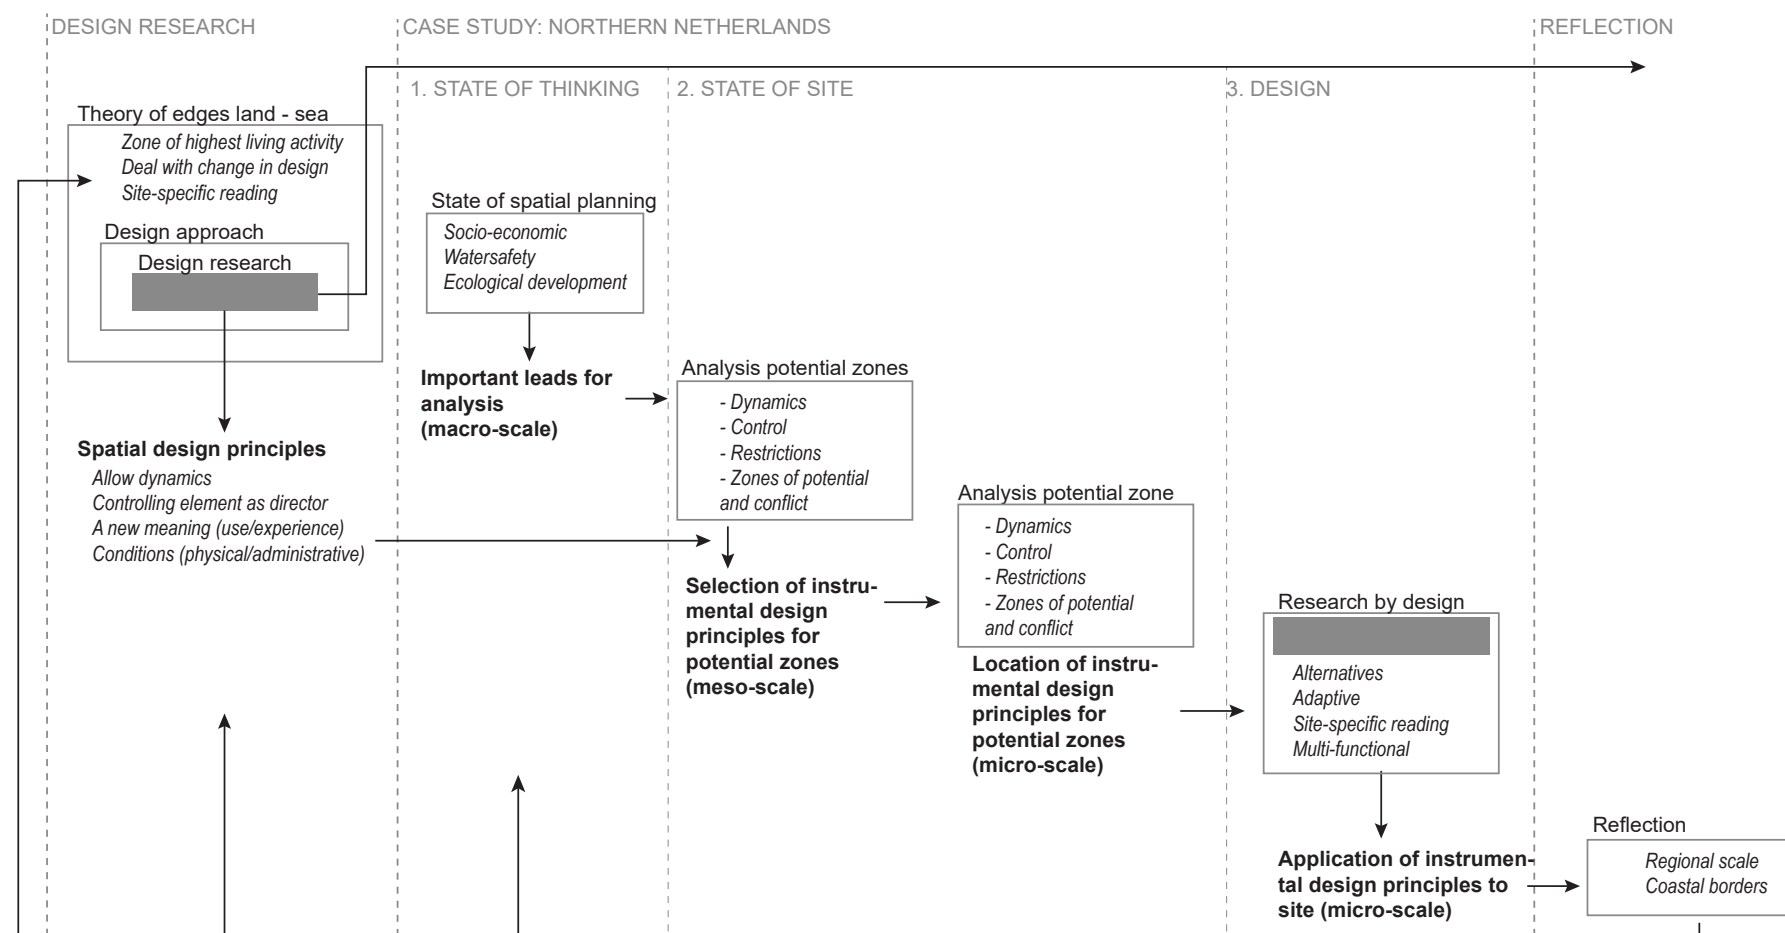 DESIGN RESEARCH
CASE STUDY: NORTHERN NETHERLANDS
REFLECTION
1. STATE OF THINKING
2. STATE OF SITE
3. DESIGN
Theory of edges land - sea
Zone of highest living activity
Deal with change in design
Site-specific reading
Design approach
Design research
Spatial design principles
Allow dynamics
Controlling element as director
A new meaning (use/experience)
Conditions (physical/administrative)
State of spatial planning
Socio-economic
Watersafety
Ecological development
Important leads for
analysis
(macro-scale)
Analysis potential zones
- Dynamics
- Control
- Restrictions
- Zones of potential
and conflict
Selection of instru-
mental design
principles for
potential zones
(meso-scale)
Analysis potential zone
- Dynamics
- Control
- Restrictions
- Zones of potential
and conflict
Location of instru-
mental design
principles for
potential zones
(micro-scale)
Research by design
Alternatives
Adaptive
Site-specific reading
Multi-functional
Application of instrumen-
tal design principles to
site (micro-scale)
Reflection
Regional scale
Coastal borders